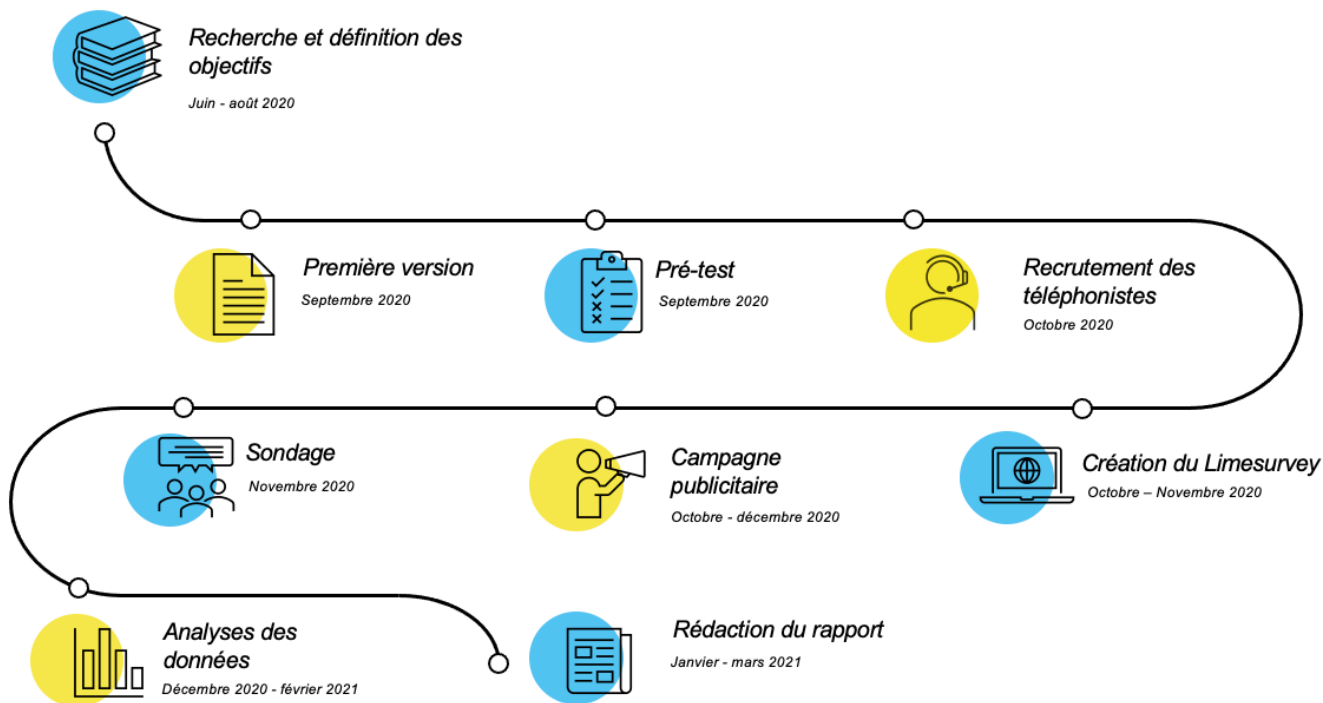 Recherche et définition des
objectifs
Juin - août 2020
Première version
Septembre 2020
Pré-test
Septembre 2020
Recrutement des
téléphonistes
Octobre 2020
Création du Limesurvey
Octobre – Novembre 2020
Campagne
publicitaire
Octobre - décembre 2020
Sondage
Novembre 2020
Analyses des
données
Décembre 2020 - février 2021
Rédaction du rapport
Janvier - mars 2021